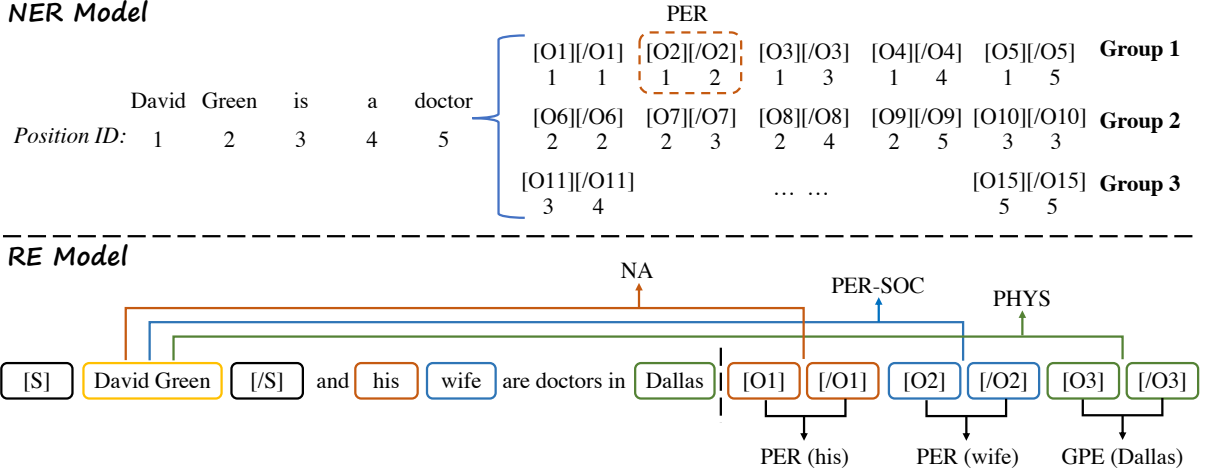 NER Model
PER
[O1][/O1] [O2][/O2] [O3][/O3] [O4][/O4] [O5][/O5] Group 1
1 1 1 2 1 3 1 4 1 5
David Green is a doctor
[O6][/O6] [O7][/O7] [O8][/O8] [O9][/O9] [O10][/O10] Group 2
Position ID: 1 2 3 4 5
2 2 2 3 2 4 2 5 3 3
[O11][/O11] … … [O15][/O15] Group 3
3 4 5 5
RE Model
NA
PER-SOC
PHYS
[S] David Green [/S] and his wife are doctors in Dallas [O1] [/O1] [O2] [/O2] [O3] [/O3]
PER (his) PER (wife) GPE (Dallas)